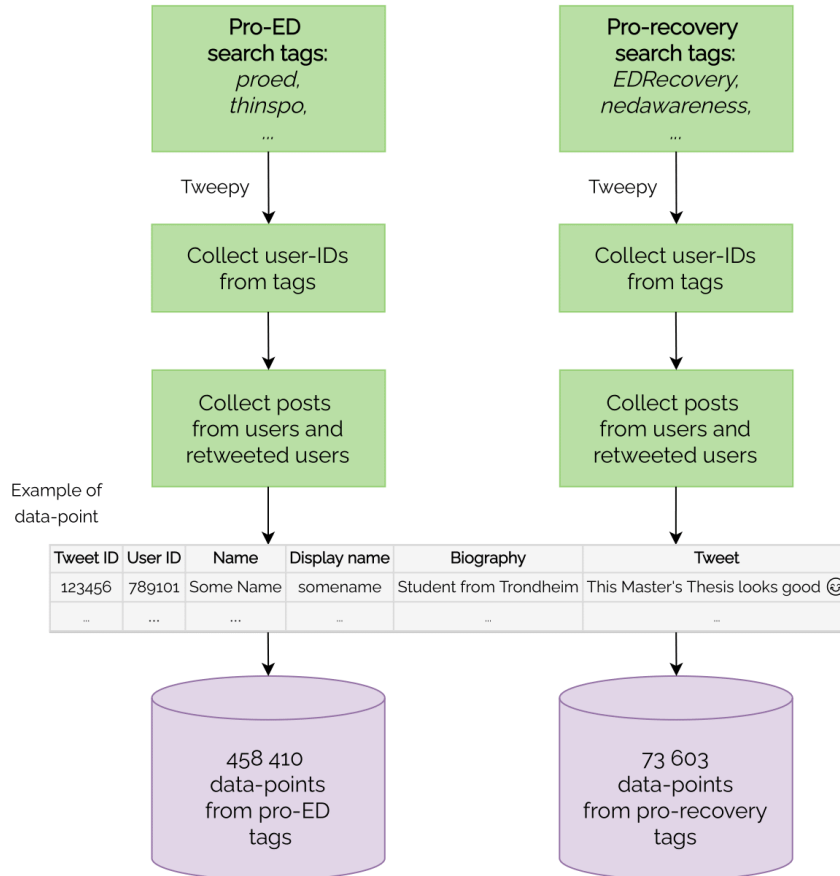 Pro-ED
search tags:
proed,
thinspo,
...
Pro-recovery
search tags:
EDRecovery,
nedawareness,
...
Tweepy
Tweepy
Collect user-IDs
from tags
Collect user-IDs
from tags
Collect posts
from users and
retweeted users
Collect posts
from users and
retweeted users
Example of
data-point
Tweet ID User ID Name Display name Biography Tweet
123456 789101 Some Name somename Student from Trondheim This Master's Thesis looks good 😊
... ... ... ... ... ...
458 410
data-points
from pro-ED
tags
73 603
data-points
from pro-recovery
tags